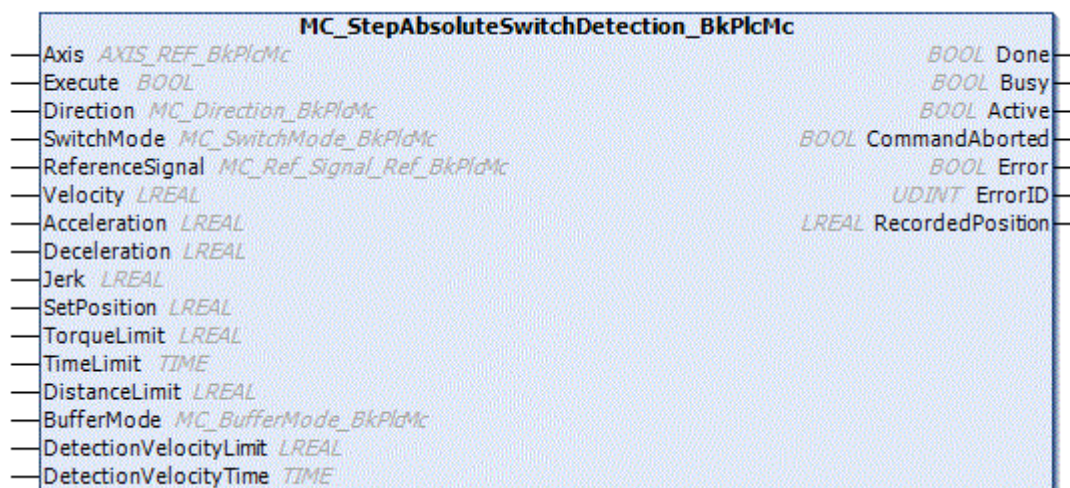 MC_StepAbsoluteSwitchDetection_BkPlcMc
Axis AXIS_REF_BkPlcMc BOOL Done
Execute BOOL BOOL Busy
Direction MC_Direction_BkPlcMc BOOL Active
SwitchMode MC_SwitchMode_BkPlcMc BOOL CommandAborted
ReferenceSignal MC_Ref_Signal_Ref_BkPlcMc BOOL Error
Velocity LREAL UDINT ErrorID
Acceleration LREAL LREAL RecordedPosition
Deceleration LREAL
Jerk LREAL
SetPosition LREAL
TorqueLimit LREAL
TimeLimit TIME
DistanceLimit LREAL
BufferMode MC_BufferMode_BkPlcMc
DetectionVelocityLimit LREAL
DetectionVelocityTime TIME